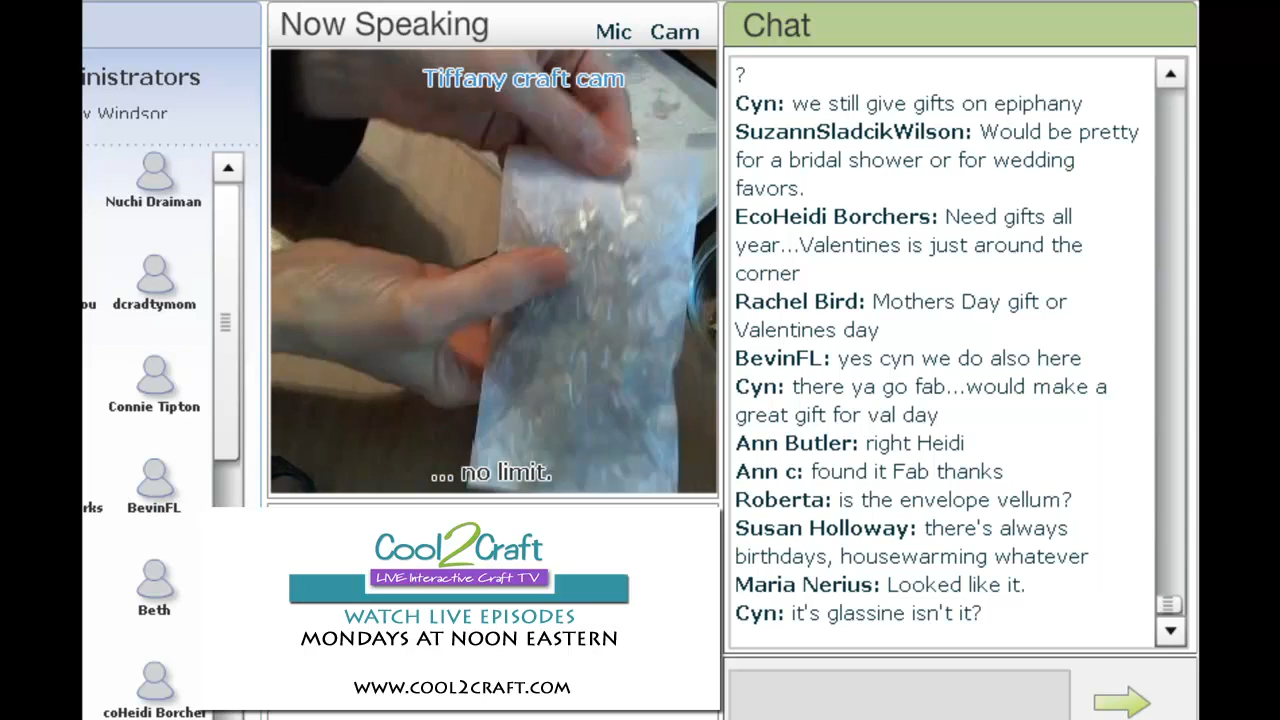 inistrators
w Windsor
Nuchi Draiman
ou
dcradtymom
Connie Tipton
rks
BevinFL
Beth
coHeidi Borcher
Now Speaking
Mic Cam
Tiffany craft cam
... no limit.
Cool2Craft
LIVE Interactive Craft TV
WATCH LIVE EPISODES
MONDAYS AT NOON EASTERN
WWW.COOL2CRAFT.COM
Chat
?
Cyn: we still give gifts on epiphany
SuzannSladcikWilson: Would be pretty
for a bridal shower or for wedding
favors.
EcoHeidi Borchers: Need gifts all
year...Valentines is just around the
corner
Rachel Bird: Mothers Day gift or
Valentines day
BevinFL: yes cyn we do also here
Cyn: there ya go fab...would make a
great gift for val day
Ann Butler: right Heidi
Ann c: found it Fab thanks
Roberta: is the envelope vellum?
Susan Holloway: there's always
birthdays, housewarming whatever
Maria Nerius: Looked like it.
Cyn: it's glassine isn't it?